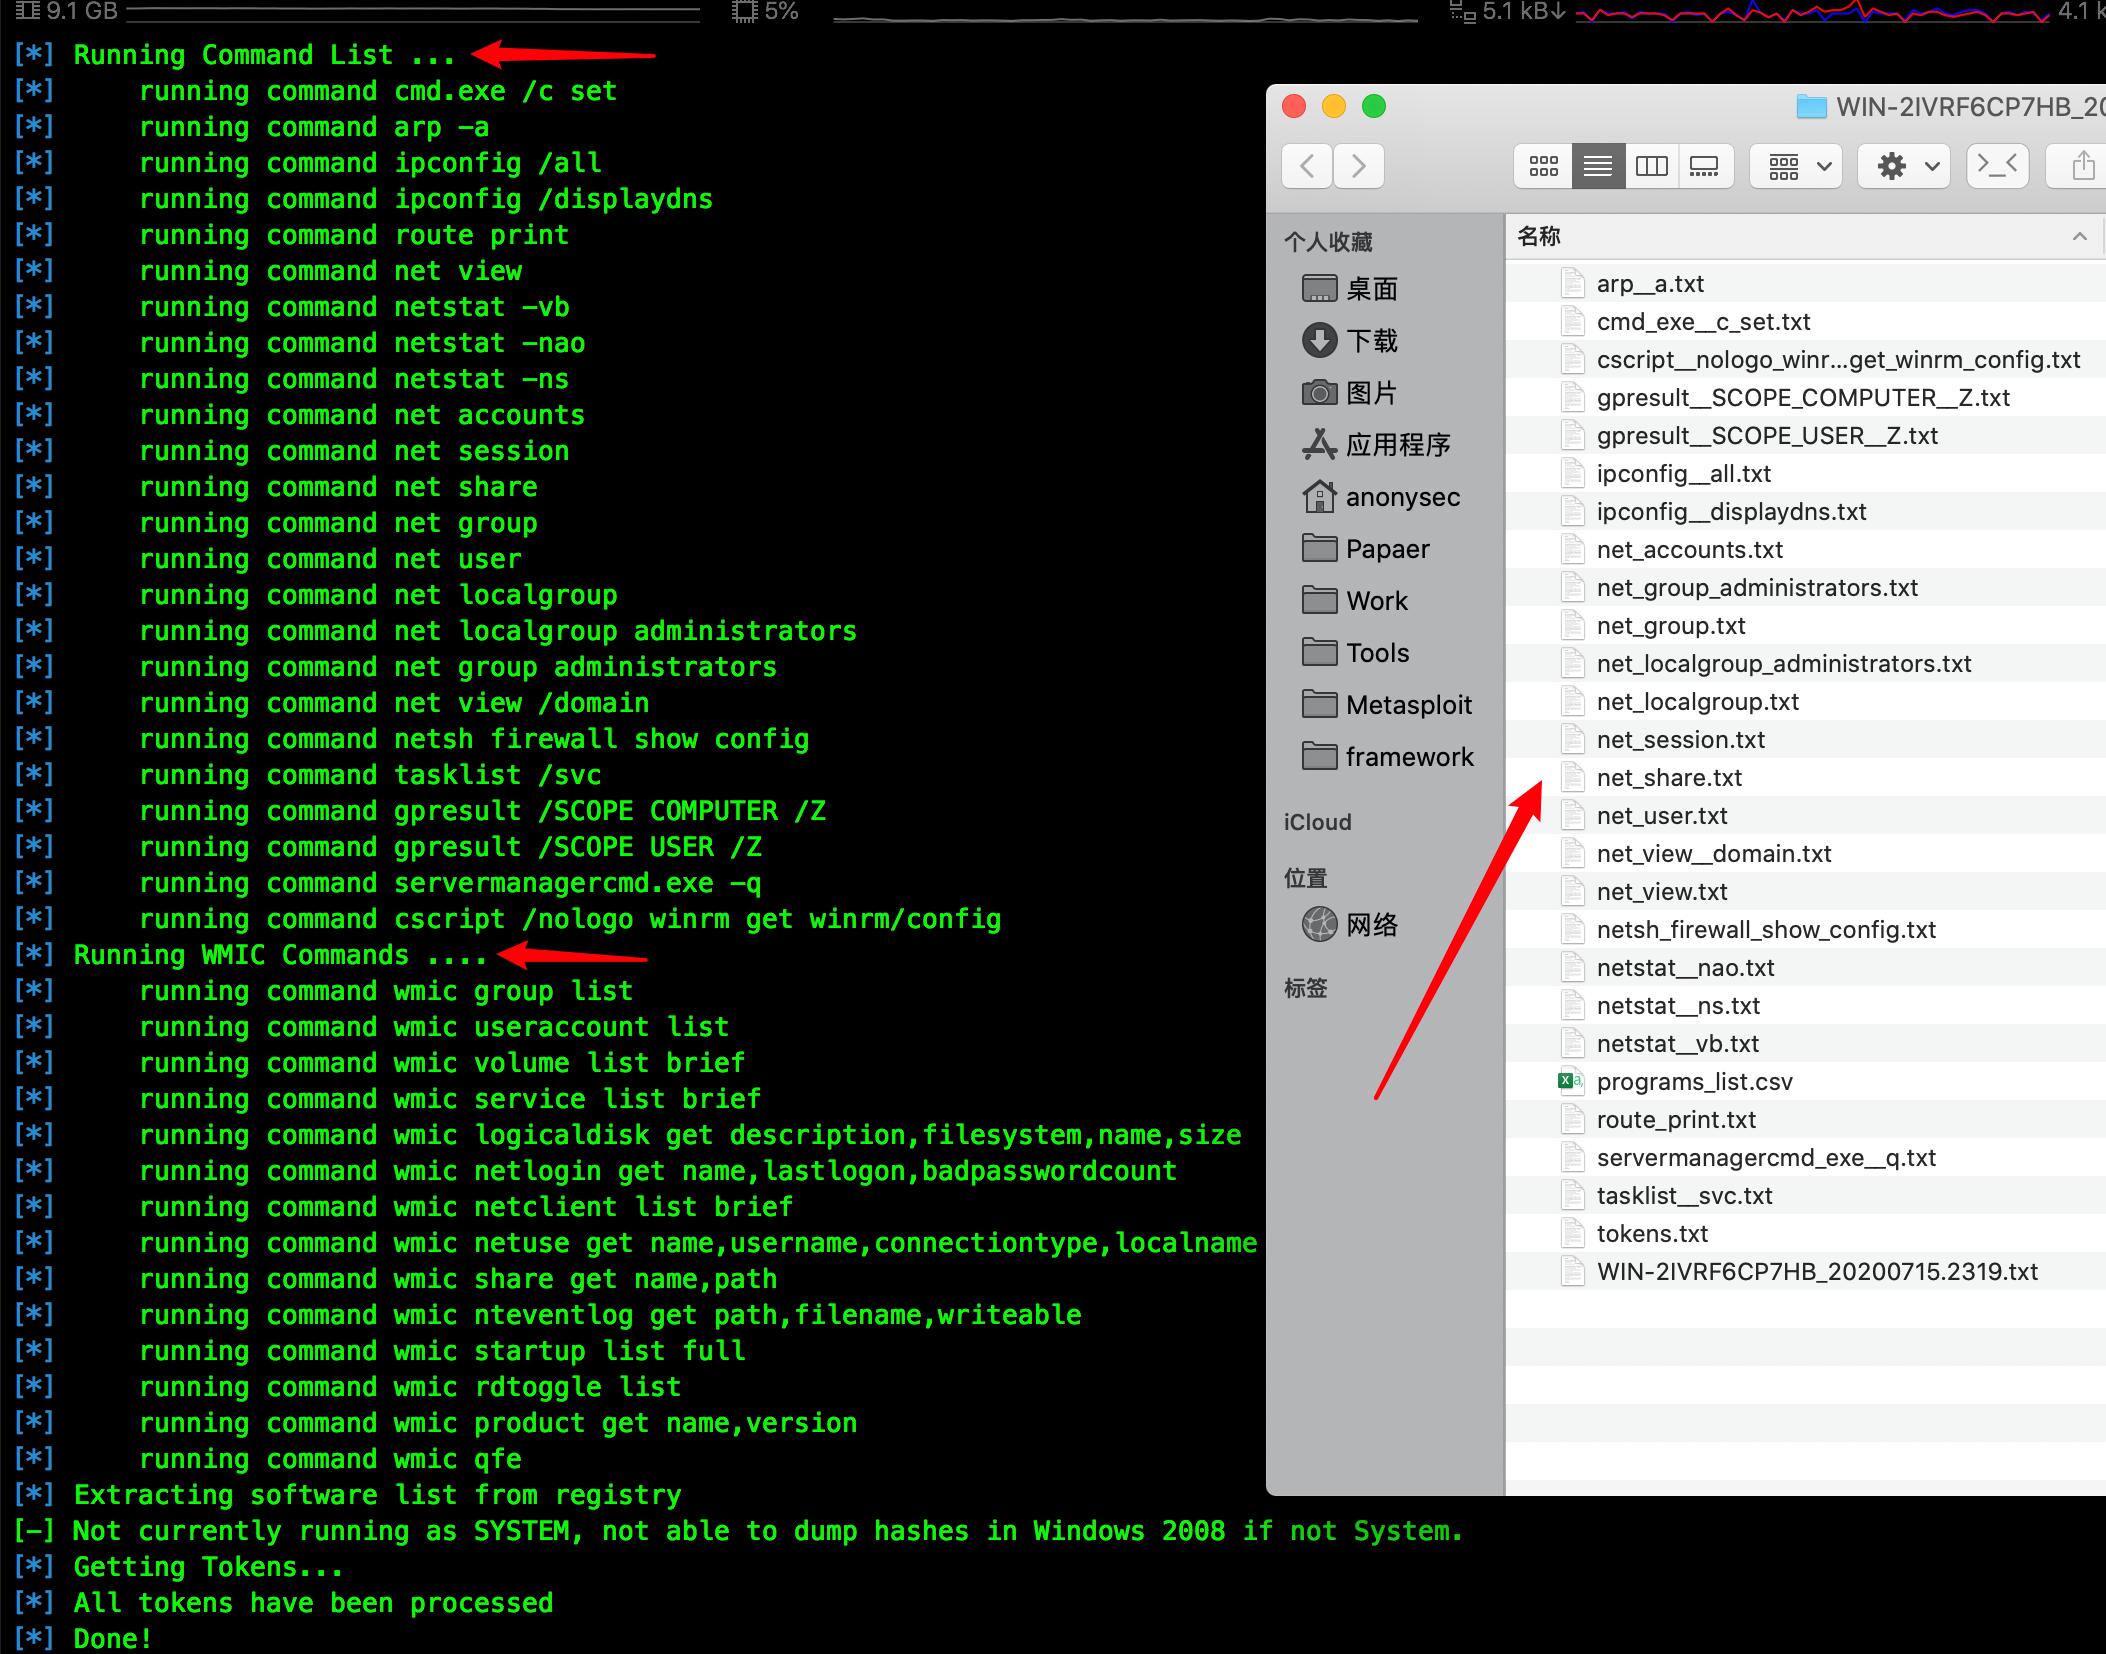 9.1 GB
5%
5.1 kB↓
[*] Running Command List ...
[*] running command cmd.exe /c set
[*] running command arp -a
[*] running command ipconfig /all
[*] running command ipconfig /displaydns
[*] running command route print
[*] running command net view
[*] running command netstat -vb
[*] running command netstat -nao
[*] running command netstat -ns
[*] running command net accounts
[*] running command net session
[*] running command net share
[*] running command net group
[*] running command net user
[*] running command net localgroup
[*] running command net localgroup administrators
[*] running command net group administrators
[*] running command net view /domain
[*] running command netsh firewall show config
[*] running command tasklist /svc
[*] running command gpresult /SCOPE COMPUTER /Z
[*] running command gpresult /SCOPE USER /Z
[*] running command servermanagercmd.exe -q
[*] running command cscript /nologo winrm get winrm/config
[*] Running WMIC Commands ....
[*] running command wmic group list
[*] running command wmic useraccount list
[*] running command wmic volume list brief
[*] running command wmic service list brief
[*] running command wmic logicaldisk get description,filesystem,name,size
[*] running command wmic netlogin get name,lastlogon,badpasswordcount
[*] running command wmic netclient list brief
[*] running command wmic netuse get name,username,connectiontype,localname
[*] running command wmic share get name,path
[*] running command wmic nteventlog get path,filename,writeable
[*] running command wmic startup list full
[*] running command wmic rdtoggle list
[*] running command wmic product get name,version
[*] running command wmic qfe
[*] Extracting software list from registry
[-] Not currently running as SYSTEM, not able to dump hashes in Windows 2008 if not System.
[*] Getting Tokens...
[*] All tokens have been processed
[*] Done!
WIN-2IVRF6CP7HB_20
个人收藏
桌面
下载
图片
应用程序
anonysec
Papaer
Work
Tools
Metasploit
framework
iCloud
位置
网络
标签
名称
arp__a.txt
cmd_exe__c_set.txt
cscript__nologo_winr...get_winrm_config.txt
gpresult__SCOPE_COMPUTER__Z.txt
gpresult__SCOPE_USER__Z.txt
ipconfig__all.txt
ipconfig__displaydns.txt
net_accounts.txt
net_group_administrators.txt
net_group.txt
net_localgroup_administrators.txt
net_localgroup.txt
net_session.txt
net_share.txt
net_user.txt
net_view__domain.txt
net_view.txt
netsh_firewall_show_config.txt
netstat__nao.txt
netstat__ns.txt
netstat__vb.txt
programs_list.csv
route_print.txt
servermanagercmd_exe__q.txt
tasklist__svc.txt
tokens.txt
WIN-2IVRF6CP7HB_20200715.2319.txt